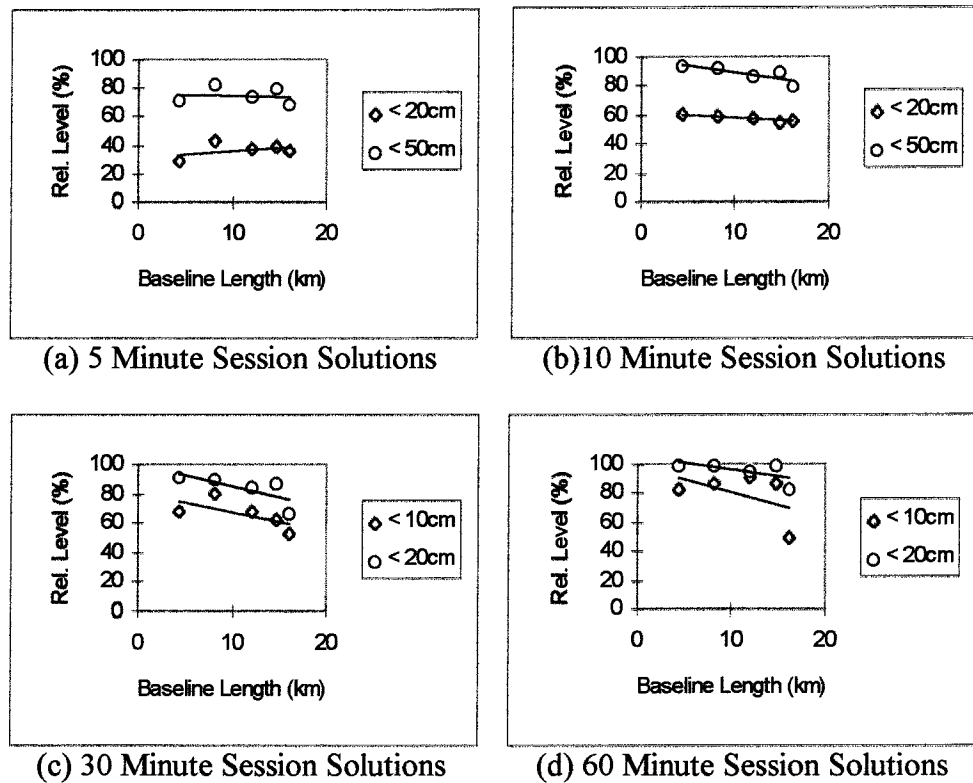 100
80
60
40
20
0
Rel. Level (%)
0 10 20
Baseline Length (km)
< 20cm
< 50cm
(a) 5 Minute Session Solutions
100
80
60
40
20
0
Rel. Level (%)
0 10 20
Baseline Length (km)
< 20cm
< 50cm
(b)10 Minute Session Solutions
100
80
60
40
20
0
Rel. Level (%)
0 10 20
Baseline Length (km)
< 10cm
< 20cm
(c) 30 Minute Session Solutions
100
80
60
40
20
0
Rel. Level (%)
0 10 20
Baseline Length (km)
< 10cm
< 20cm
(d) 60 Minute Session Solutions